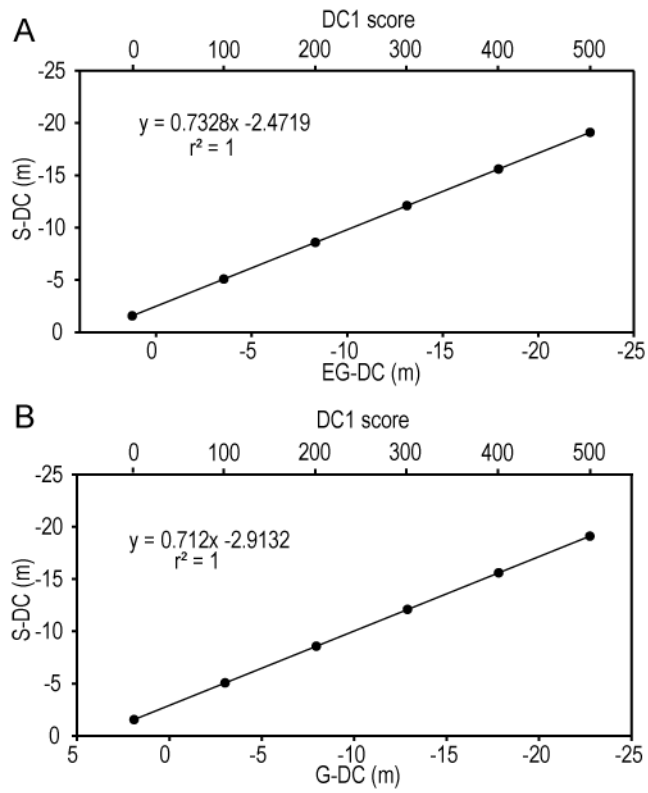 A
DC1 score
0 100 200 300 400 500
-25
-20
-15
-10
-5
0
S-DC (m)
y = 0.7328x -2.4719
r² = 1
0 -5 -10 -15 -20 -25
EG-DC (m)
B
DC1 score
0 100 200 300 400 500
-25
-20
-15
-10
-5
0
S-DC (m)
y = 0.712x -2.9132
r² = 1
5 0 -5 -10 -15 -20 -25
G-DC (m)